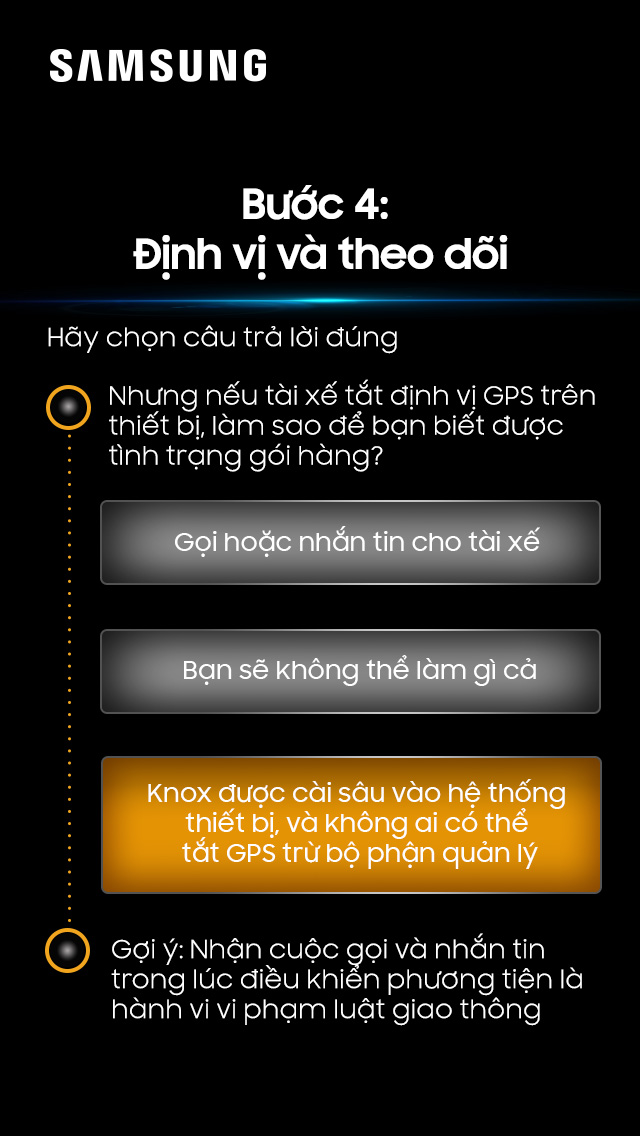 SAMSUNG
Bước 4:
Định vị và theo dõi
Hãy chọn câu trả lời đúng
Nhưng nếu tài xế tắt định vị GPS trên
thiết bị, làm sao để bạn biết được
tình trạng gói hàng?
Gọi hoặc nhắn tin cho tài xế
Bạn sẽ không thể làm gì cả
Knox được cài sâu vào hệ thống
thiết bị, và không ai có thể
tắt GPS trừ bộ phận quản lý
Gợi ý: Nhận cuộc gọi và nhắn tin
trong lúc điều khiển phương tiện là
hành vi vi phạm luật giao thông